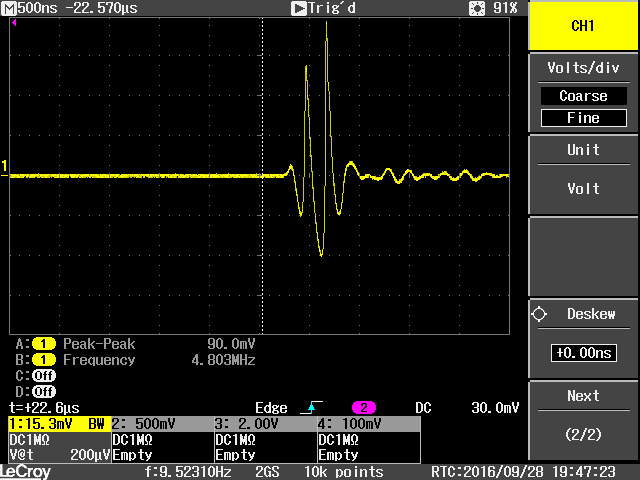 M 500ns -22.570µs Trig'd 91%
CH1
Volts/div
Coarse
Fine
Unit
Volt
1
Deskew
+0.00ns
Next
(2/2)
A: 1 Peak-Peak 90.0mV
B: 1 Frequency 4.803MHz
C: Off
D: Off
t=+22.6µs Edge 2 DC 30.0mV
1:15.3mV BW 2: 500mV 3: 2.00V 4: 100mV
DC1MΩ DC1MΩ DC1MΩ DC1MΩ
V@t 200µV Empty Empty Empty
LeCroy f:9.52310Hz 2GS 10k points RTC:2016/09/28 19:47:23